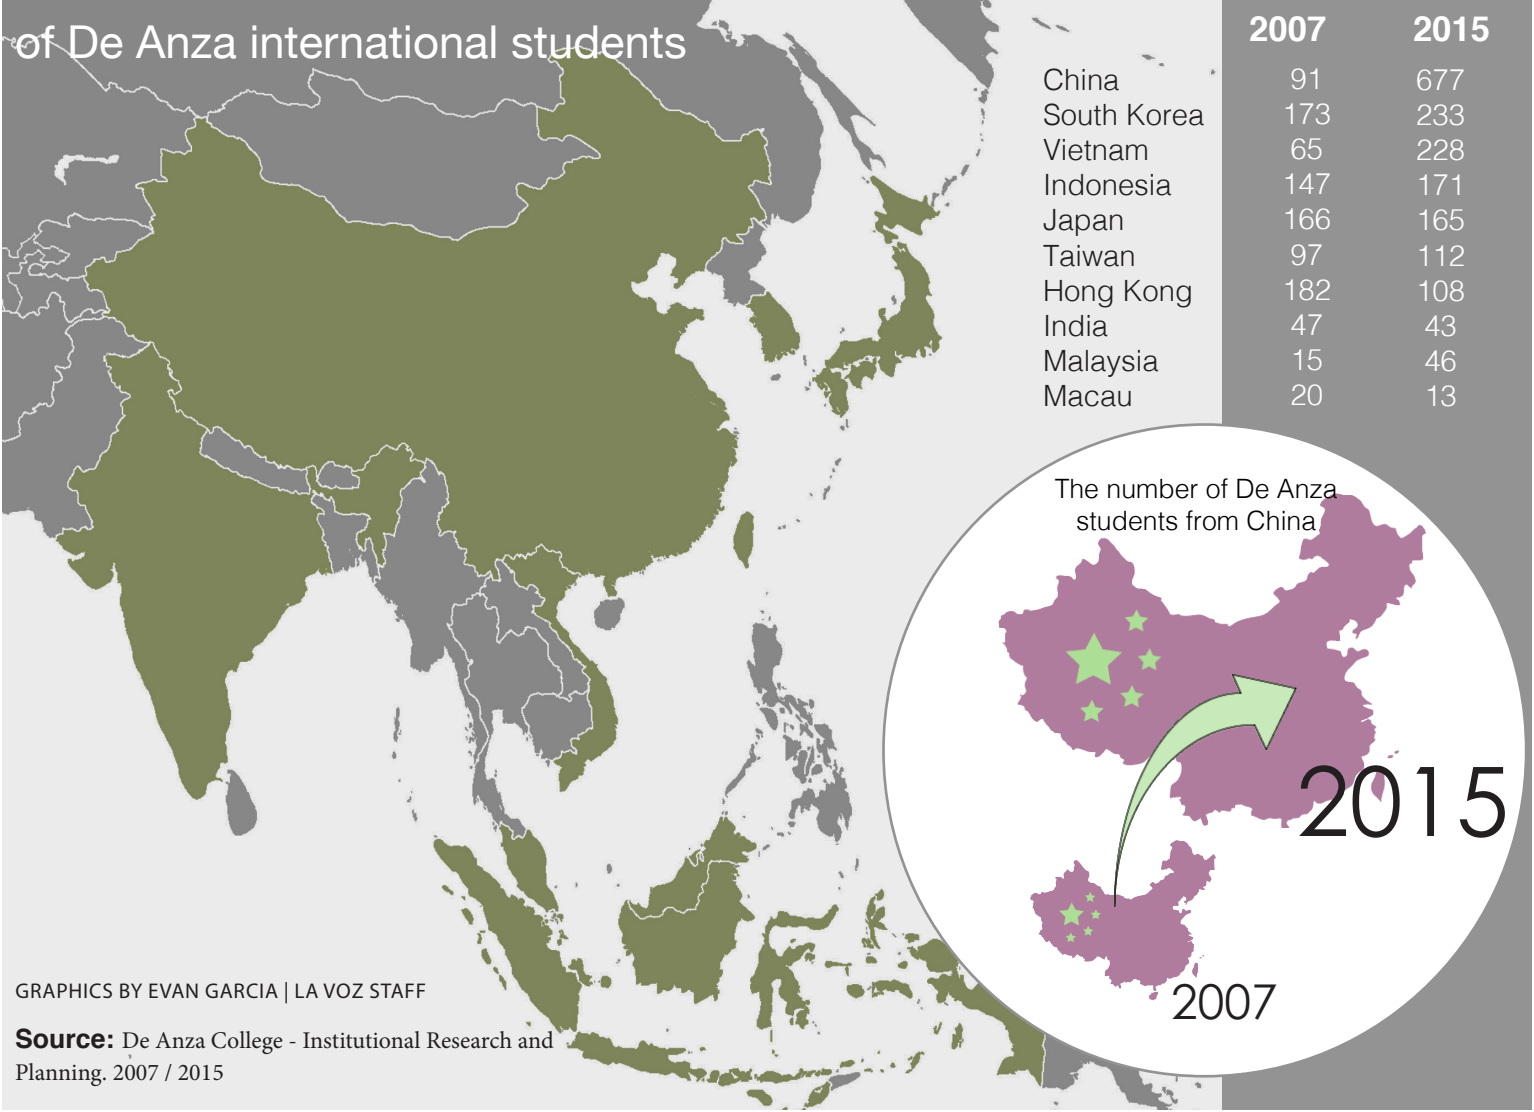 of De Anza international students
2007 2015
China 91 677
South Korea 173 233
Vietnam 65 228
Indonesia 147 171
Japan 166 165
Taiwan 97 112
Hong Kong 182 108
India 47 43
Malaysia 15 46
Macau 20 13
The number of De Anza
students from China
2015
2007
GRAPHICS BY EVAN GARCIA | LA VOZ STAFF
Source: De Anza College - Institutional Research and
Planning. 2007 / 2015